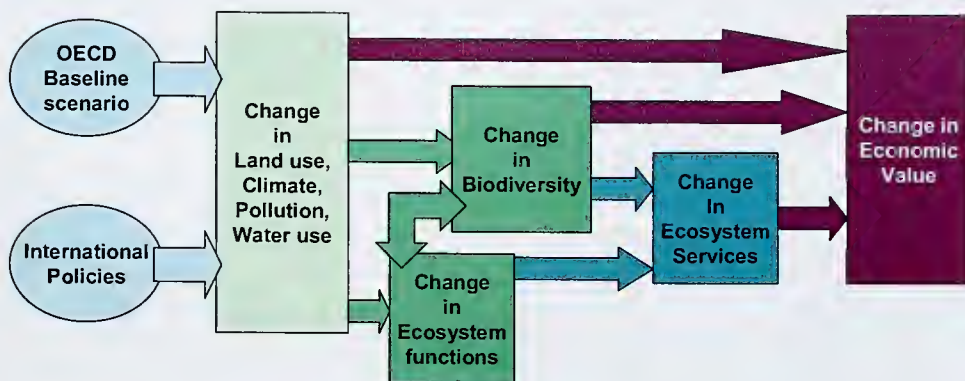 OECD
Baseline
scenario
International
Policies
Change
in
Land use,
Climate,
Pollution,
Water use
Change
in
Biodiversity
Change
in
Ecosystem
functions
Change
In
Ecosystem
Services
Change in
Economic
Value